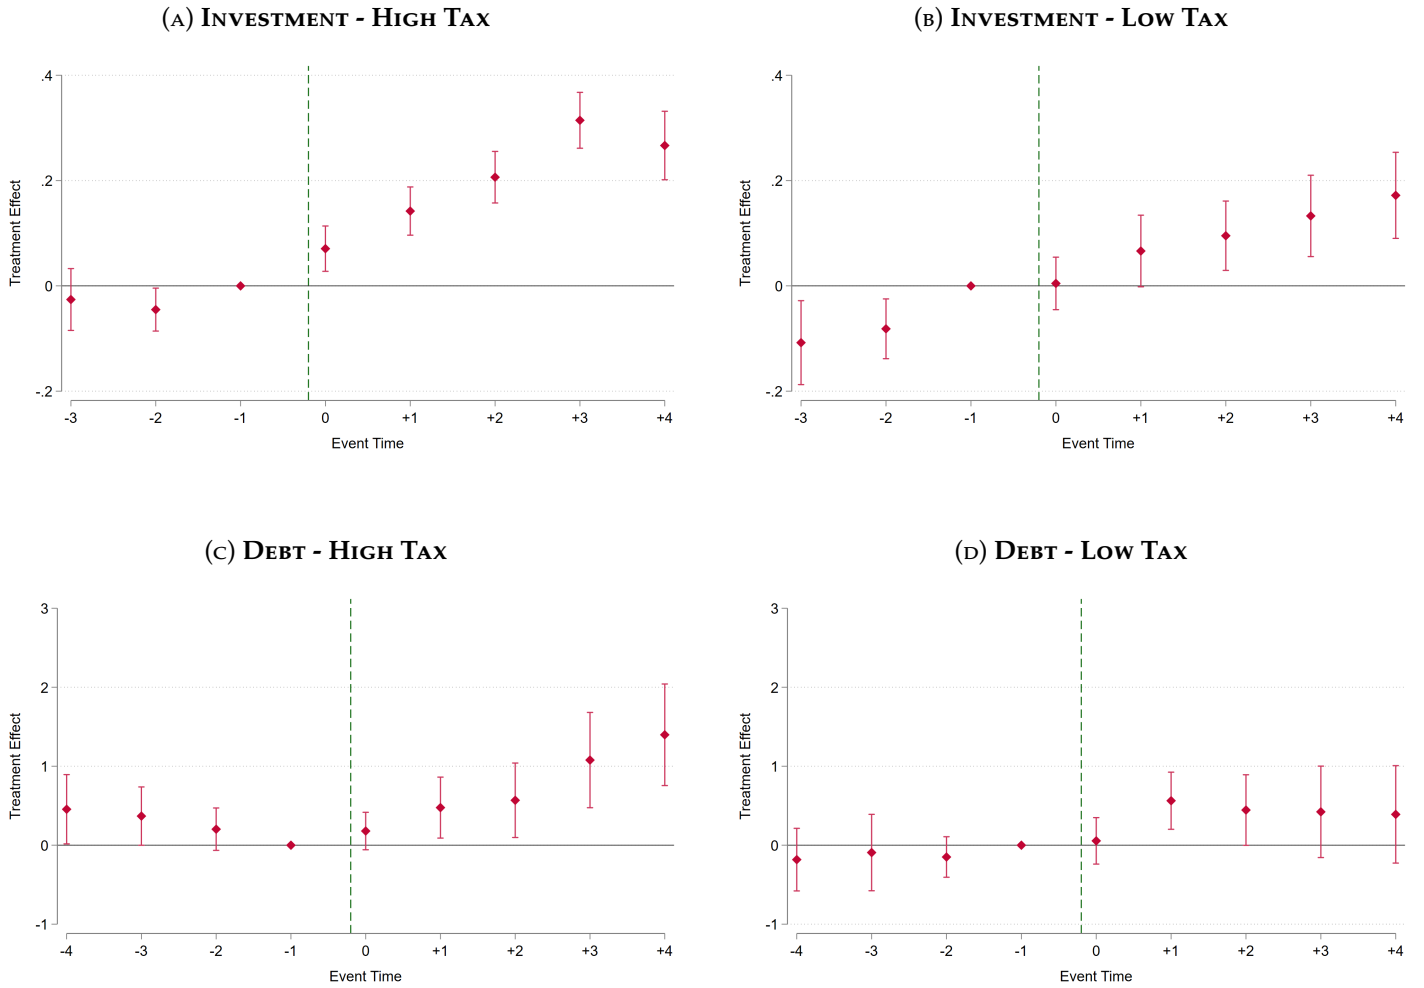 (A) INVESTMENT - HIGH TAX
.4
.2
0
-.2
Treatment Effect
-3 -2 -1 0 +1 +2 +3 +4
Event Time
(B) INVESTMENT - LOW TAX
.4
.2
0
-.2
Treatment Effect
-3 -2 -1 0 +1 +2 +3 +4
Event Time
(C) DEBT - HIGH TAX
3
2
1
0
-1
Treatment Effect
-4 -3 -2 -1 0 +1 +2 +3 +4
Event Time
(D) DEBT - LOW TAX
3
2
1
0
-1
Treatment Effect
-4 -3 -2 -1 0 +1 +2 +3 +4
Event Time